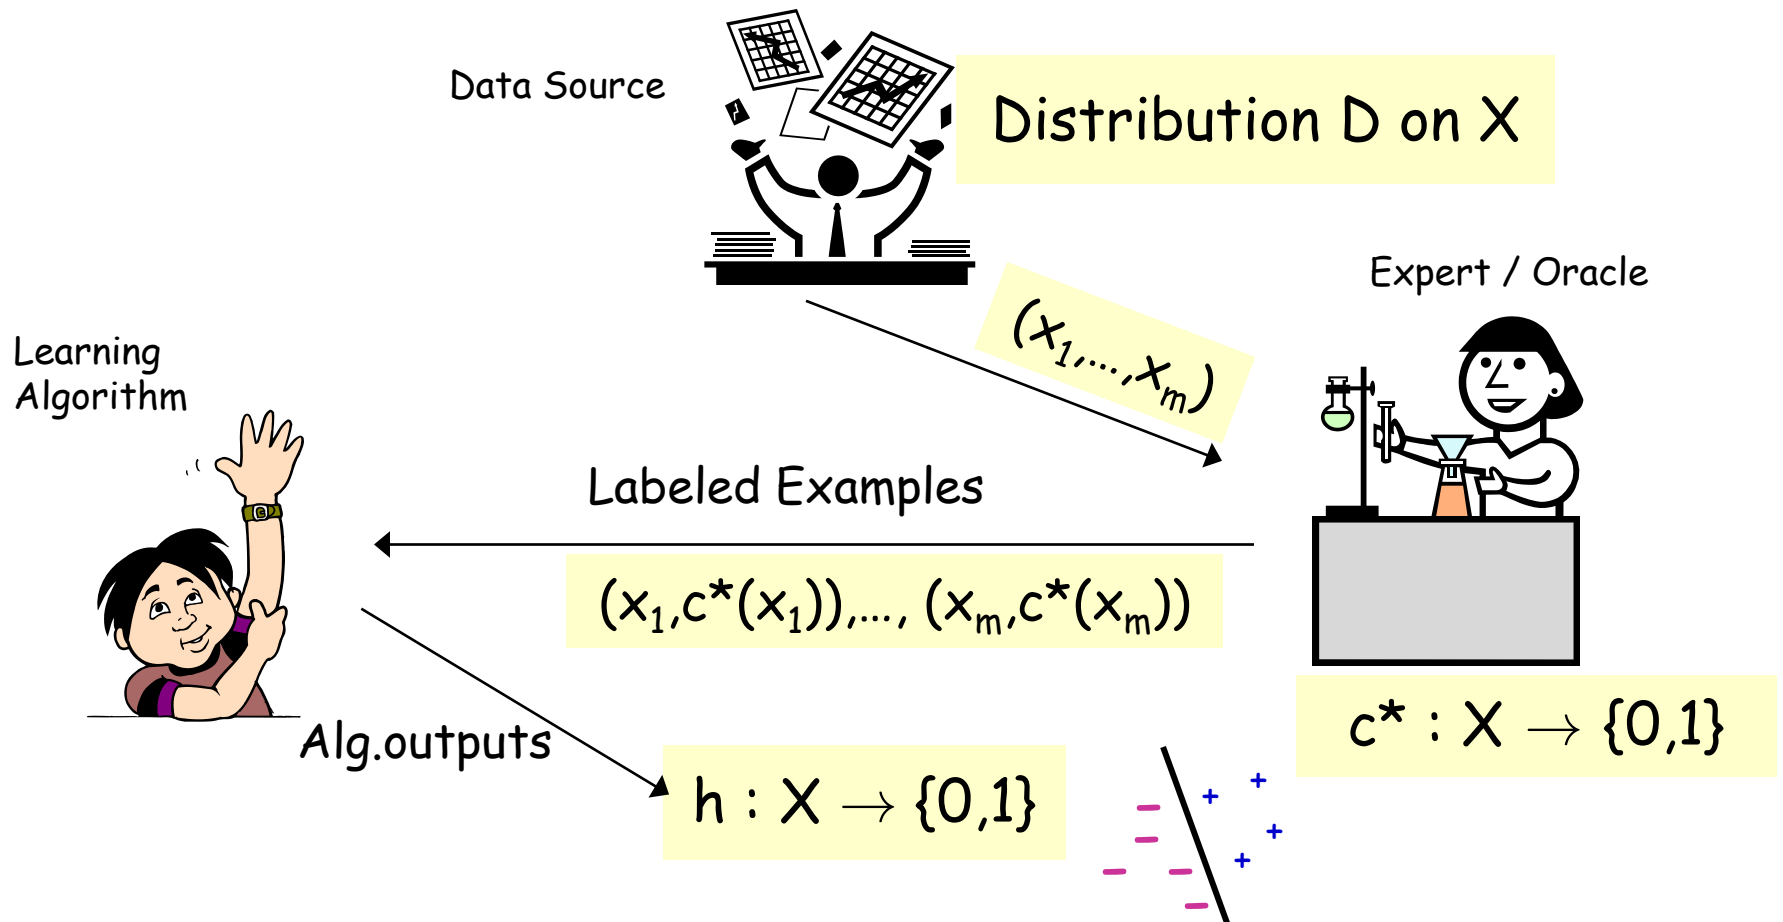 Data Source
Distribution D on X
Expert / Oracle
(x₁,...,xₘ)
Learning
Algorithm
Labeled Examples
(x₁,c*(x₁)),..., (xₘ,c*(xₘ))
c* : X → {0,1}
Alg.outputs
h : X → {0,1}